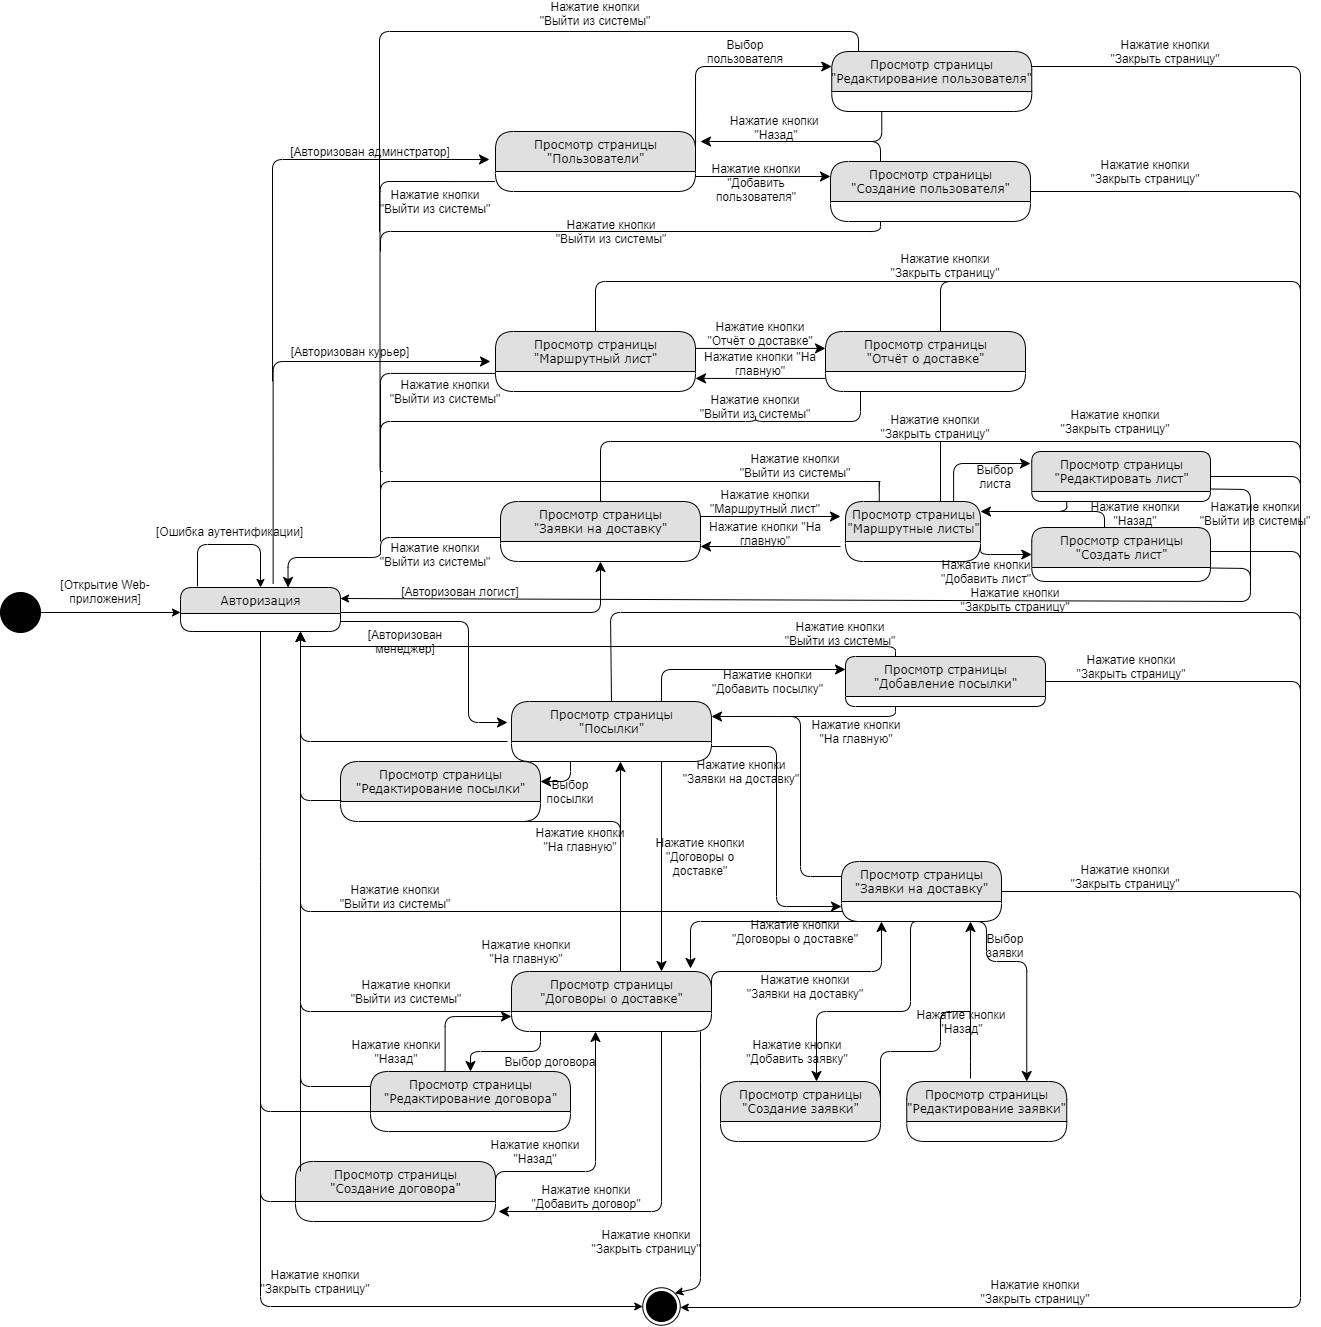 Нажатие кнопки
"Выйти из системы"
Выбор
пользователя
Просмотр страницы
"Редактирование пользователя"
Нажатие кнопки
"Закрыть страницу"
Нажатие кнопки
"Назад"
[Авторизован админстратор]
Просмотр страницы
"Пользователи"
Нажатие кнопки
"Добавить
пользователя"
Просмотр страницы
"Создание пользователя"
Нажатие кнопки
"Закрыть страницу"
Нажатие кнопки
"Выйти из системы"
Нажатие кнопки
"Выйти из системы"
Нажатие кнопки
"Закрыть страницу"
[Авторизован курьер]
Просмотр страницы
"Маршрутный лист"
Нажатие кнопки
"Отчёт о доставке"
Нажатие кнопки "На
главную"
Просмотр страницы
"Отчёт о доставке"
Нажатие кнопки
"Выйти из системы"
Нажатие кнопки
"Выйти из системы"
Нажатие кнопки
"Закрыть страницу"
Нажатие кнопки
"Закрыть страницу"
Нажатие кнопки
"Выйти из системы"
Выбор
листа
Просмотр страницы
"Редактировать лист"
Просмотр страницы
"Заявки на доставку"
Нажатие кнопки
"Маршрутный лист"
Нажатие кнопки "На
главную"
Просмотр страницы
"Маршрутные листы"
Нажатие кнопки
"Назад"
Нажатие кнопки
"Выйти из системы"
Просмотр страницы
"Создать лист"
Нажатие кнопки
"Добавить лист"
Нажатие кнопки
"Выйти из системы"
[Ошибка аутентификации]
[Открытие Web-
приложения]
Авторизация
[Авторизован логист]
Нажатие кнопки
"Закрыть страницу"
[Авторизован
менеджер]
Нажатие кнопки
"Выйти из системы"
Нажатие кнопки
"Добавить посылку"
Просмотр страницы
"Добавление посылки"
Нажатие кнопки
"Закрыть страницу"
Просмотр страницы
"Посылки"
Нажатие кнопки
"На главную"
Нажатие кнопки
"Заявки на доставку"
Просмотр страницы
"Редактирование посылки"
Выбор
посылки
Нажатие кнопки
"На главную"
Нажатие кнопки
"Договоры о
доставке"
Нажатие кнопки
"Выйти из системы"
Просмотр страницы
"Заявки на доставку"
Нажатие кнопки
"Закрыть страницу"
Нажатие кнопки
"Договоры о доставке"
Выбор
заявки
Нажатие кнопки
"На главную"
Нажатие кнопки
"Выйти из системы"
Просмотр страницы
"Договоры о доставке"
Нажатие кнопки
"Заявки на доставку"
Нажатие кнопки
"Назад"
Нажатие кнопки
"Назад"
Выбор договора
Нажатие кнопки
"Добавить заявку"
Просмотр страницы
"Редактирование договора"
Просмотр страницы
"Создание заявки"
Просмотр страницы
"Редактирование заявки"
Нажатие кнопки
"Назад"
Просмотр страницы
"Создание договора"
Нажатие кнопки
"Добавить договор"
Нажатие кнопки
"Закрыть страницу"
Нажатие кнопки
"Закрыть страницу"
Нажатие кнопки
"Закрыть страницу"